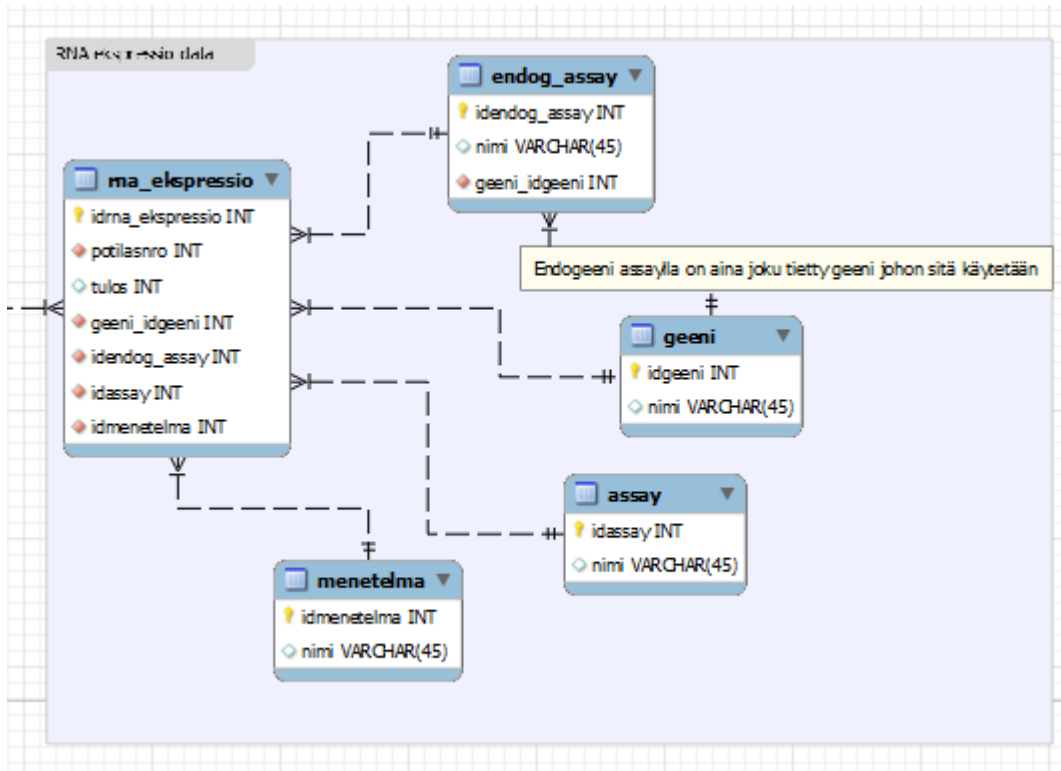 RNA ekspressio data
endog_assay
idendog_assay INT
nimi VARCHAR(45)
geeni_idgeeni INT
rna_ekspressio
idrna_ekspressio INT
potilasnro INT
tulos INT
geeni_idgeeni INT
idendog_assay INT
idassay INT
idmenetelma INT
Endogeeni assaylla on aina joku tietty geeni johon sitä käytetään
geeni
idgeeni INT
nimi VARCHAR(45)
assay
idassay INT
nimi VARCHAR(45)
menetelma
idmenetelma INT
nimi VARCHAR(45)